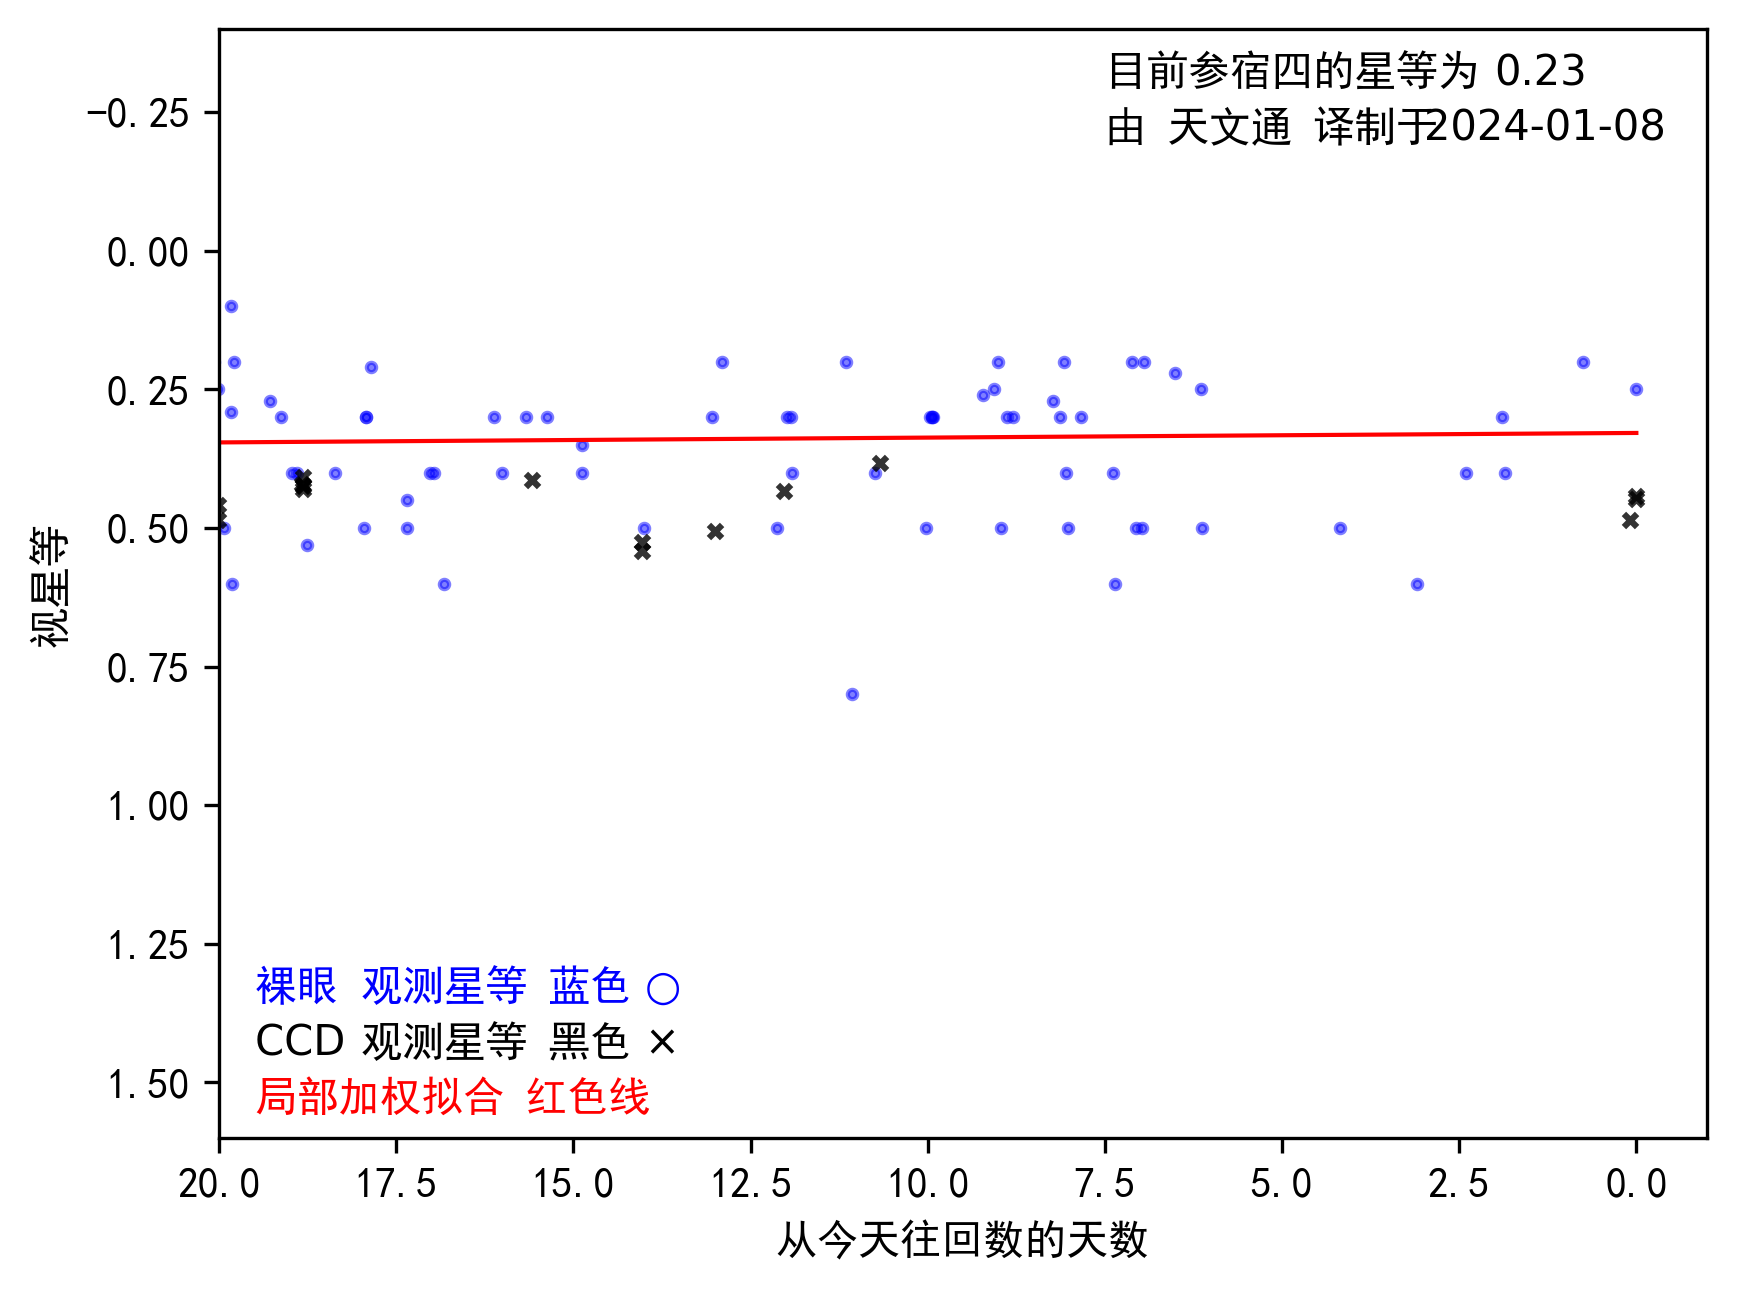 目前参宿四的星等为 0.23
由 天文通 译制于2024-01-08
−0.25
0.00
0.25
0.50
0.75
1.00
1.25
1.50
视星等
裸眼 观测星等 蓝色 ○
CCD 观测星等 黑色 ×
局部加权拟合 红色线
20.0 17.5 15.0 12.5 10.0 7.5 5.0 2.5 0.0
从今天往回数的天数